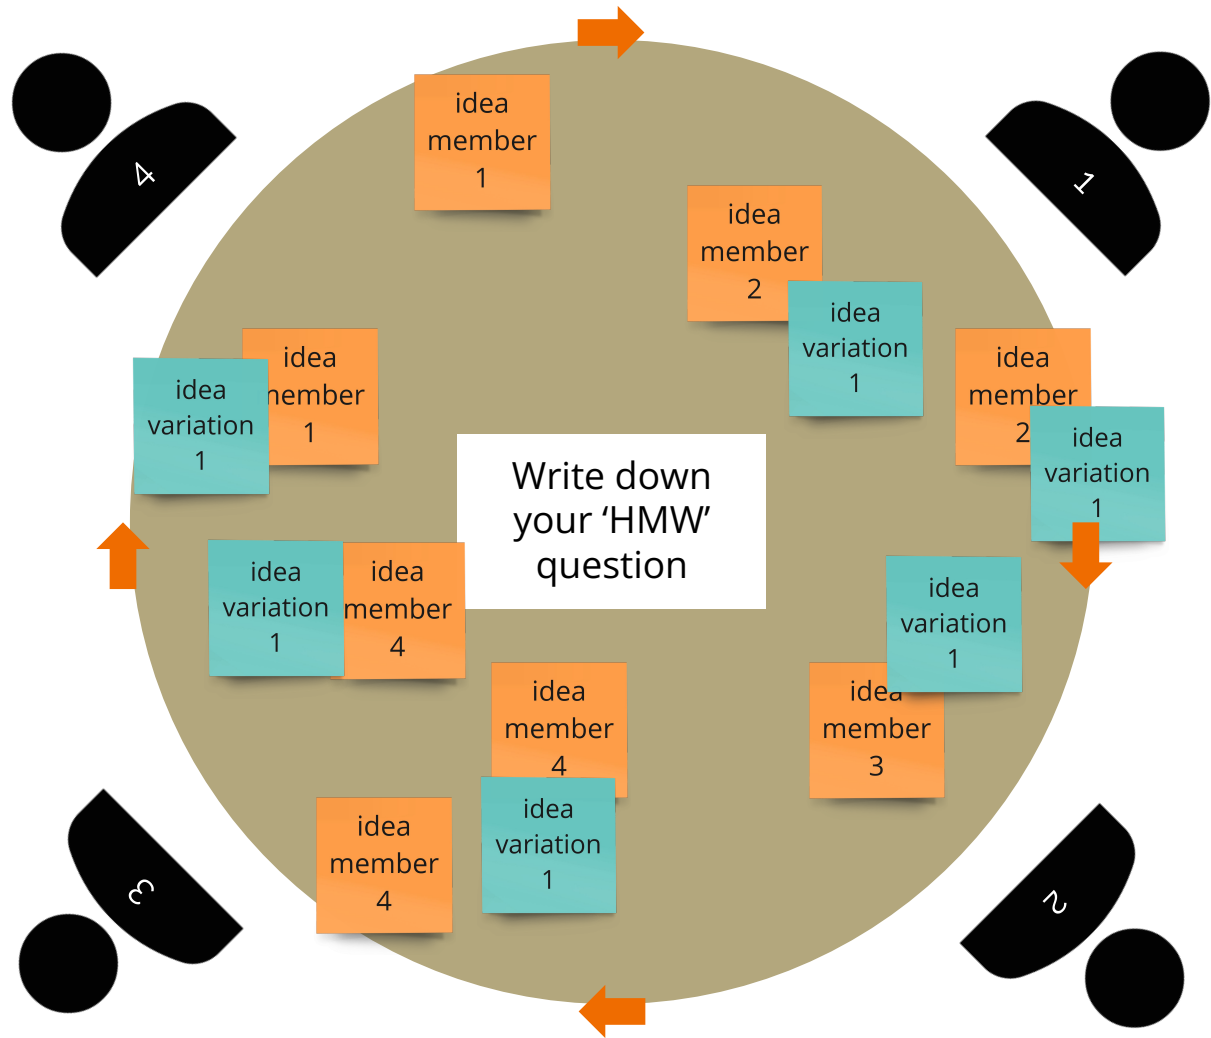 idea
member
1
4
1
idea
member
2
idea
variation
1
idea
member
1
idea
variation
1
idea
member
2
idea
variation
1
Write down
your ‘HMW’
question
idea
variation
1
idea
member
4
idea
variation
1
idea
member
3
idea
member
4
idea
variation
1
idea
member
4
3
2